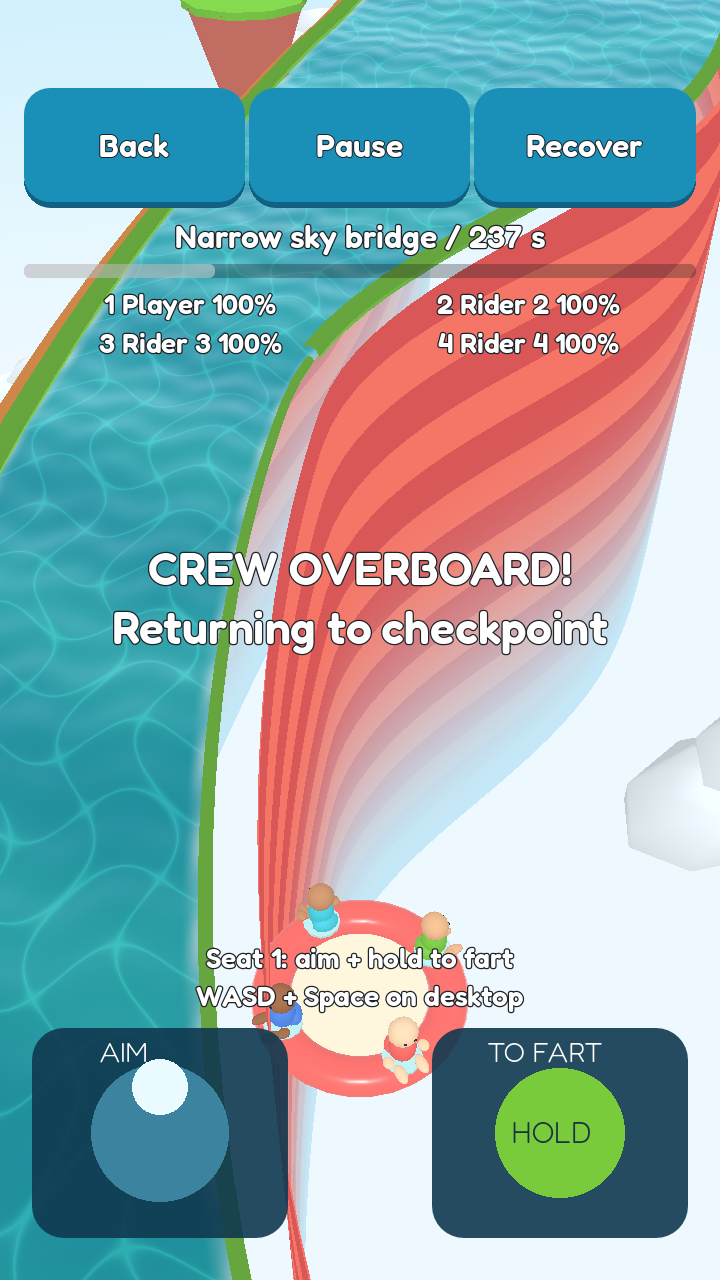 Back
Pause
Recover
Narrow sky bridge / 237 s
1 Player 100%
2 Rider 2 100%
3 Rider 3 100%
4 Rider 4 100%
CREW OVERBOARD!
Returning to checkpoint
Seat 1: aim + hold to fart
WASD + Space on desktop
AIM
TO FART
HOLD